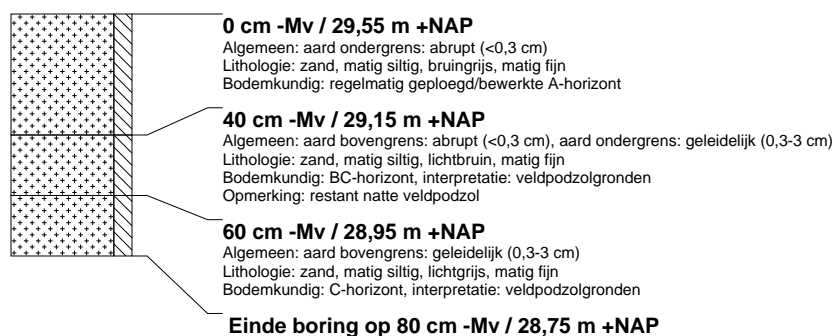 0 cm -Mv / 29,55 m +NAP
Algemeen: aard ondergrens: abrupt (<0,3 cm)
Lithologie: zand, matig siltig, bruingrijs, matig fijn
Bodemkundig: regelmatig geploegd/bewerkte A-horizont
40 cm -Mv / 29,15 m +NAP
Algemeen: aard bovengrens: abrupt (<0,3 cm), aard ondergrens: geleidelijk (0,3-3 cm)
Lithologie: zand, matig siltig, lichtbruin, matig fijn
Bodemkundig: BC-horizont, interpretatie: veldpodzolgronden
Opmerking: restant natte veldpodzol
60 cm -Mv / 28,95 m +NAP
Algemeen: aard bovengrens: geleidelijk (0,3-3 cm)
Lithologie: zand, matig siltig, lichtgrijs, matig fijn
Bodemkundig: C-horizont, interpretatie: veldpodzolgronden
Einde boring op 80 cm -Mv / 28,75 m +NAP